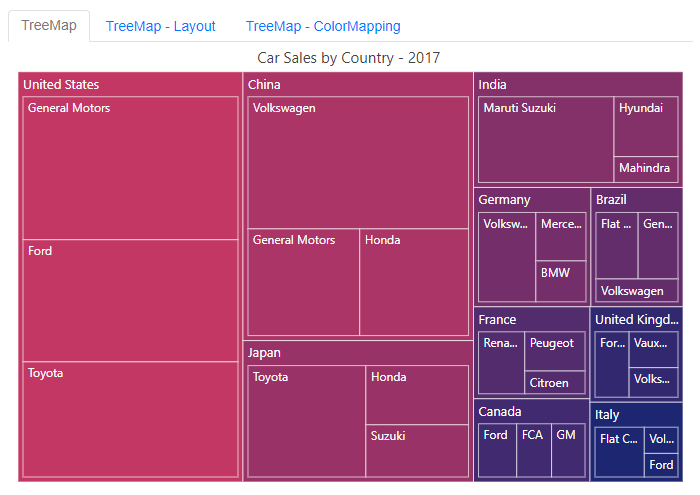 TreeMap
TreeMap - Layout
TreeMap - ColorMapping
Car Sales by Country - 2017
United States
General Motors
Ford
Toyota
China
Volkswagen
General Motors
Honda
Japan
Toyota
Honda
Suzuki
India
Maruti Suzuki
Hyundai
Mahindra
Germany
Volksw...
Merce...
BMW
Brazil
Flat ...
Gen...
Volkswagen
France
Rena...
Peugeot
Citroen
United Kingd...
For...
Vaux...
Volks...
Canada
Ford
FCA
GM
Italy
Flat C...
Vol...
Ford